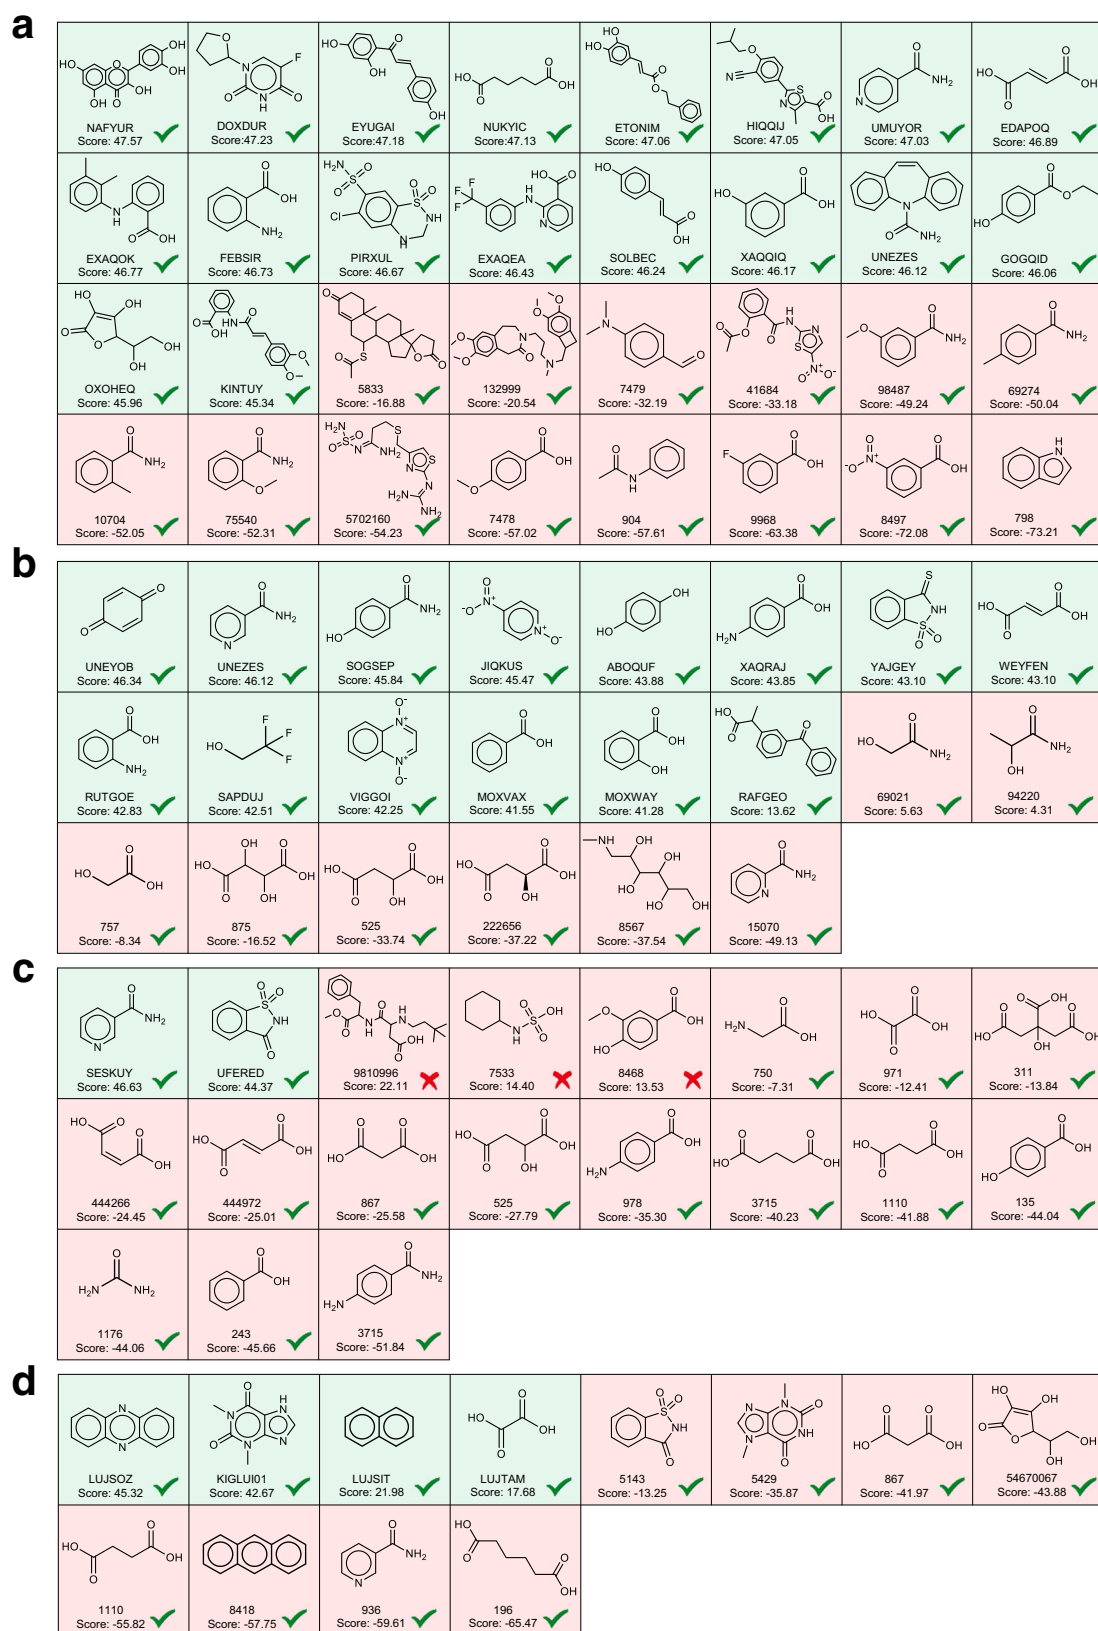 a
NAFYUR
Score: 47.57
DOXDUR
Score:47.23
EYUGAI
Score:47.18
NUKYIC
Score:47.13
ETONIM
Score: 47.06
HIQQIJ
Score: 47.05
UMUYOR
Score: 47.03
EDAPOQ
Score: 46.89
EXAQOK
Score: 46.77
FEBSIR
Score: 46.73
PIRXUL
Score: 46.67
EXAQEA
Score: 46.43
SOLBEC
Score: 46.24
XAQQIQ
Score: 46.17
UNEZES
Score: 46.12
GOGQID
Score: 46.06
OXOHEQ
Score: 45.96
KINTUY
Score: 45.34
5833
Score: -16.88
132999
Score: -20.54
7479
Score: -32.19
41684
Score: -33.18
98487
Score: -49.24
69274
Score: -50.04
10704
Score: -52.05
75540
Score: -52.31
5702160
Score: -54.23
7478
Score: -57.02
904
Score: -57.61
9968
Score: -63.38
8497
Score: -72.08
798
Score: -73.21
b
UNEYOB
Score: 46.34
UNEZES
Score: 46.12
SOGSEP
Score: 45.84
JIQKUS
Score: 45.47
ABOQUF
Score: 43.88
XAQRAJ
Score: 43.85
YAJGEY
Score: 43.10
WEYFEN
Score: 43.10
RUTGOE
Score: 42.83
SAPDUJ
Score: 42.51
VIGGOI
Score: 42.25
MOXVAX
Score: 41.55
MOXWAY
Score: 41.28
RAFGEO
Score: 13.62
69021
Score: 5.63
94220
Score: 4.31
757
Score: -8.34
875
Score: -16.52
525
Score: -33.74
222656
Score: -37.22
8567
Score: -37.54
15070
Score: -49.13
c
SESKUY
Score: 46.63
UFERED
Score: 44.37
9810996
Score: 22.11
7533
Score: 14.40
8468
Score: 13.53
750
Score: -7.31
971
Score: -12.41
311
Score: -13.84
444266
Score: -24.45
444972
Score: -25.01
867
Score: -25.58
525
Score: -27.79
978
Score: -35.30
3715
Score: -40.23
1110
Score: -41.88
135
Score: -44.04
1176
Score: -44.06
243
Score: -45.66
3715
Score: -51.84
d
LUJSOZ
Score: 45.32
KIGLUI01
Score: 42.67
LUJSIT
Score: 21.98
LUJTAM
Score: 17.68
5143
Score: -13.25
5429
Score: -35.87
867
Score: -41.97
54670067
Score: -43.88
1110
Score: -55.82
8418
Score: -57.75
936
Score: -59.61
196
Score: -65.47